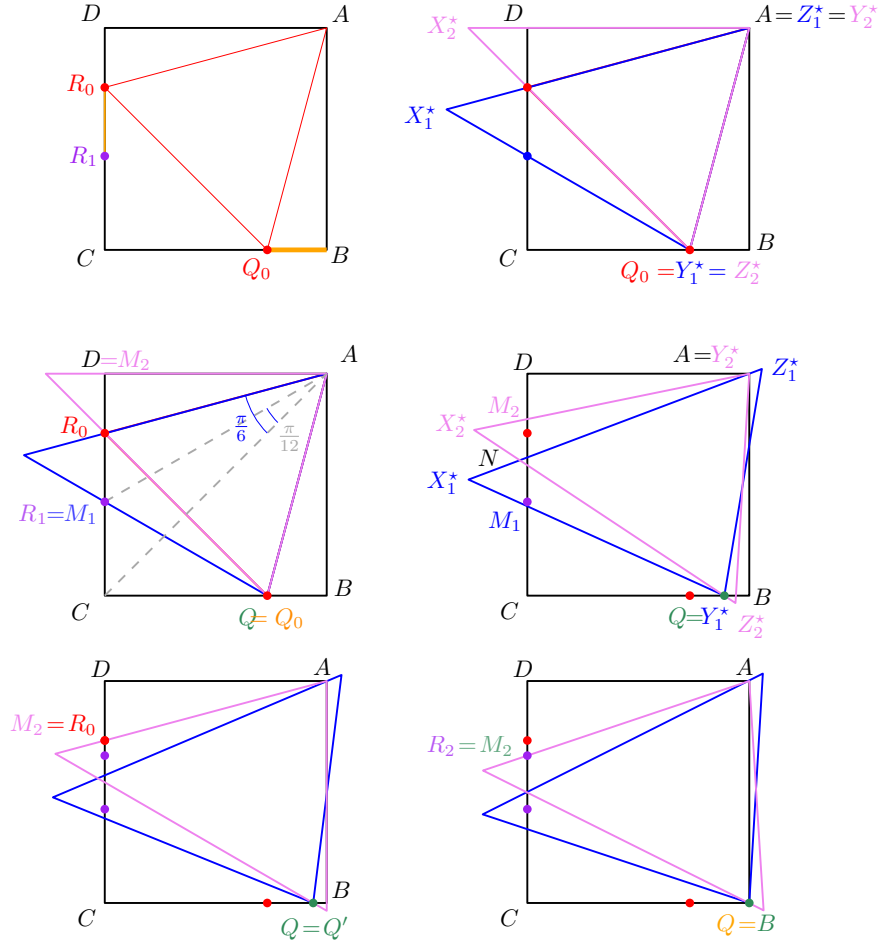 D A
R₀
R₁
C B
Q₀
D A = Z₁⋆ = Y₂⋆
X₂⋆
X₁⋆
C B
Q₀ = Y₁⋆ = Z₂⋆
D = M₂ A
R₀ π/6 π/12
R₁ = M₁
C B
Q = Q₀
D A = Y₂⋆ Z₁⋆
M₂
X₂⋆
N
X₁⋆
M₁
C B
Q = Y₁⋆
Z₂⋆
D A
M₂ = R₀
C B
Q = Q′
D A
R₂ = M₂
C
Q = B